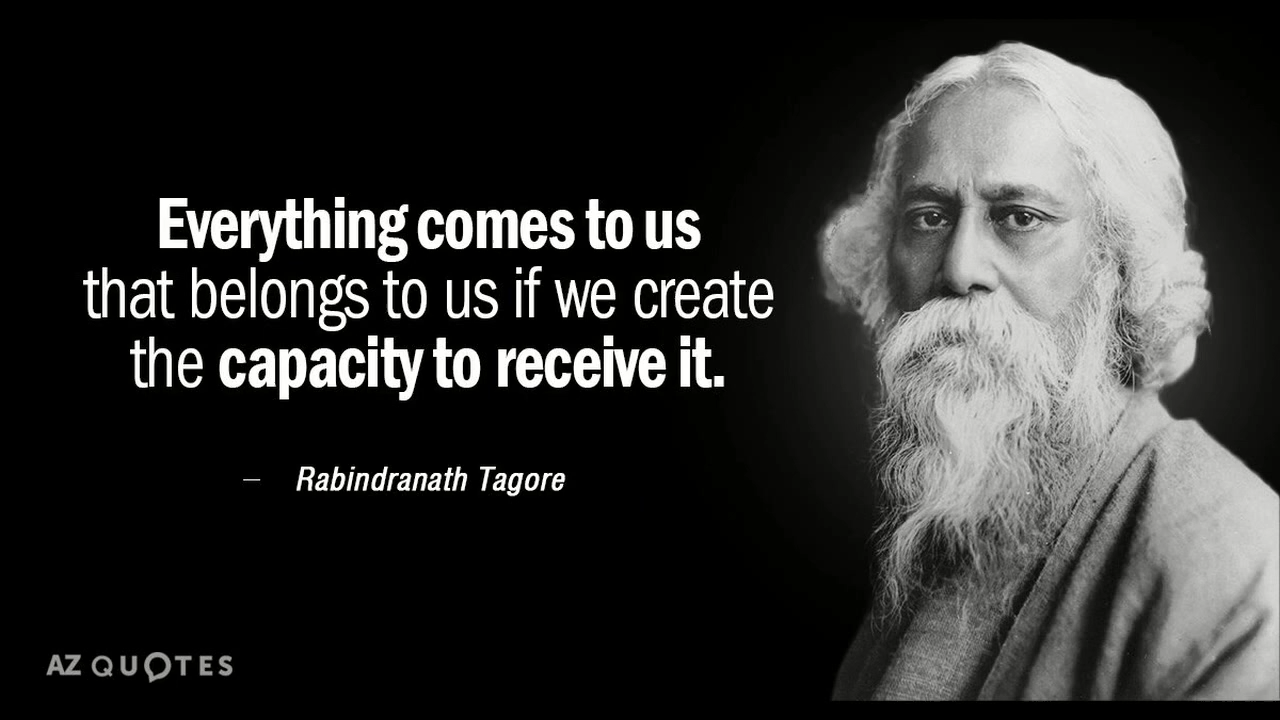 Everything comes to us
that belongs to us if we create
the capacity to receive it.
– Rabindranath Tagore
AZ QUOTES